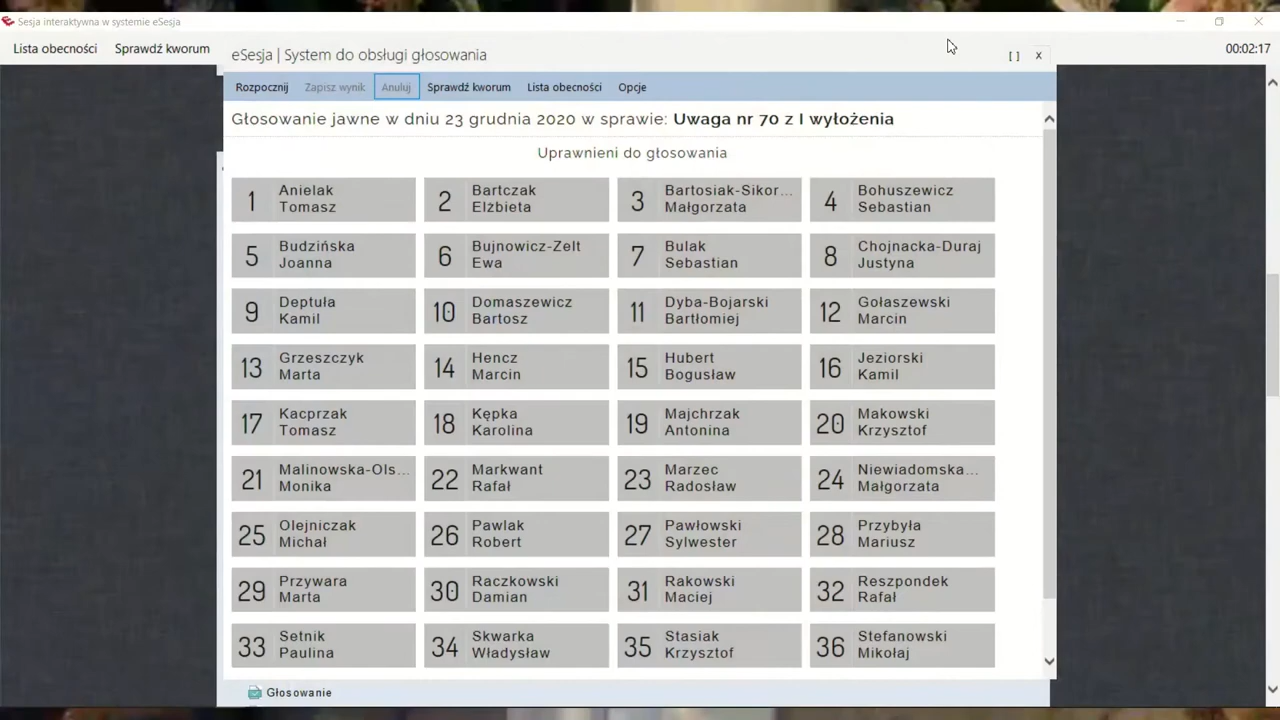 Sesja interaktywna w systemie eSesja
Lista obecności Sprawdź kworum 00:02:17
eSesja | System do obsługi głosowania [ ] x
Rozpocznij Zapisz wynik Anuluj Sprawdź kworum Lista obecności Opcje
Głosowanie jawne w dniu 23 grudnia 2020 w sprawie: Uwaga nr 70 z I wyłożenia
Uprawnieni do głosowania
1 Anielak Tomasz
2 Bartczak Elżbieta
3 Bartosiak-Sikor... Małgorzata
4 Bohuszewicz Sebastian
5 Budzińska Joanna
6 Bujnowicz-Zelt Ewa
7 Bulak Sebastian
8 Chojnacka-Duraj Justyna
9 Deptuła Kamil
10 Domaszewicz Bartosz
11 Dyba-Bojarski Bartłomiej
12 Gołaszewski Marcin
13 Grzeszczyk Marta
14 Hencz Marcin
15 Hubert Bogusław
16 Jeziorski Kamil
17 Kacprzak Tomasz
18 Kępka Karolina
19 Majchrzak Antonina
20 Makowski Krzysztof
21 Malinowska-Ols... Monika
22 Markwant Rafał
23 Marzec Radosław
24 Niewiadomska... Małgorzata
25 Olejniczak Michał
26 Pawlak Robert
27 Pawłowski Sylwester
28 Przybyła Mariusz
29 Przywara Marta
30 Raczkowski Damian
31 Rakowski Maciej
32 Reszpondek Rafał
33 Setnik Paulina
34 Skwarka Władysław
35 Stasiak Krzysztof
36 Stefanowski Mikołaj
Głosowanie